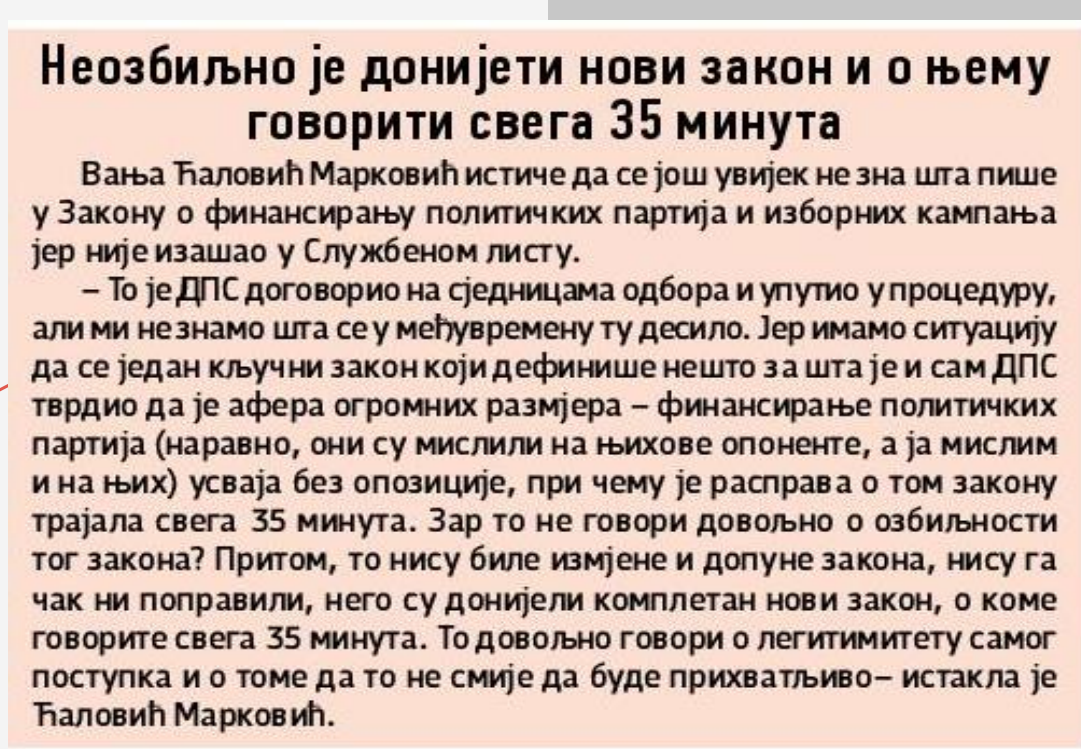 Неозбиљно је донијети нови закон и о њему
говорити свега 35 минута
Вања Ћаловић Марковић истиче да се још увијек не зна шта пише
у Закону о финансирању политичких партија и изборних кампања
јер није изашао у Службеном листу.
– То је ДПС договорио на сједницама одбора и упутио у процедуру,
али ми не знамо шта се у међувремену ту десило. Јер имамо ситуацију
да се један кључни закон који дефинише нешто за шта је и сам ДПС
тврдио да је афера огромних размјера – финансирање политичких
партија (наравно, они су мислили на њихове опоненте, а ја мислим
и на њих) усваја без опозиције, при чему је расправа о том закону
трајала свега 35 минута. Зар то не говори довољно о озбиљности
тог закона? Притом, то нису биле измјене и допуне закона, нису га
чак ни поправили, него су донијели комплетан нови закон, о коме
говорите свега 35 минута. То довољно говори о легитимитету самог
поступка и о томе да то не смије да буде прихватљиво– истакла је
Ћаловић Марковић.